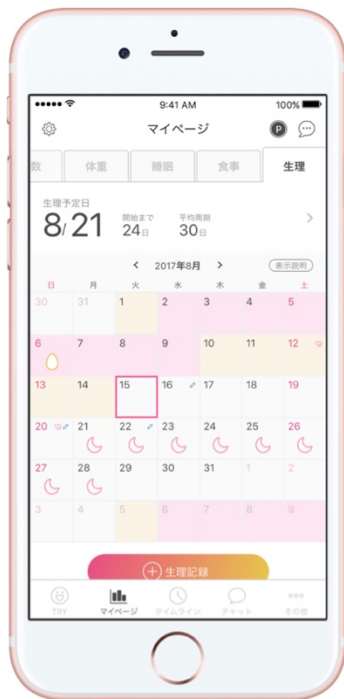 9:41 AM 100%
マイページ P
数 体重 睡眠 食事 生理
生理予定日
8/21 開始まで 24日 平均周期 30日
< 2017年8月 > 表示説明
日 月 火 水 木 金 土
30 31 1 2 3 4 5
6 7 8 9 10 11 12
13 14 15 16 17 18 19
20 21 22 23 24 25 26
27 28 29 30 31 1 2
3 4 5 6 7 8 9
生理記録
TRY マイページ タイムライン チャット その他